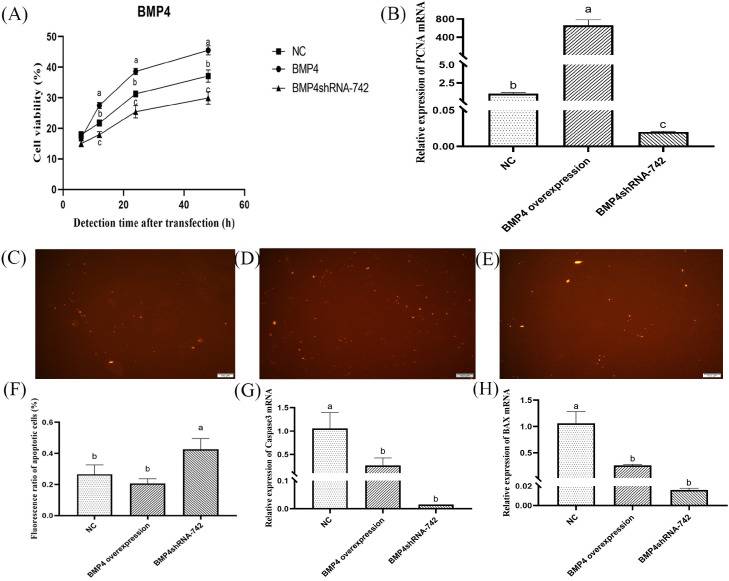 (A)
BMP4
Cell viability (%)
50
40
30
20
10
0
0 20 40 60
Detection time after transfection (h)
a
b
c
a
b
c
a
b
c
NC
BMP4
BMP4shRNA-742
(B)
Relative expression of PCNA mRNA
800
400
5.0
2.5
0.05
0.00
b
a
c
NC
BMP4 overexpression
BMP4shRNA-742
(C)
(D)
(E)
(F)
Fluorescence ratio of apoptotic cells (%)
0.6
0.4
0.2
0.0
b
b
a
NC
BMP4 overexpression
BMP4shRNA-742
(G)
Relative expression of Caspase3 mRNA
1.5
1.0
0.5
0.1
0.0
a
b
b
NC
BMP4 overexpression
BMP4shRNA-742
(H)
Relative expression of BAX mRNA
1.5
1.0
0.5
0.02
0.00
a
b
b
NC
BMP4 overexpression
BMP4shRNA-742